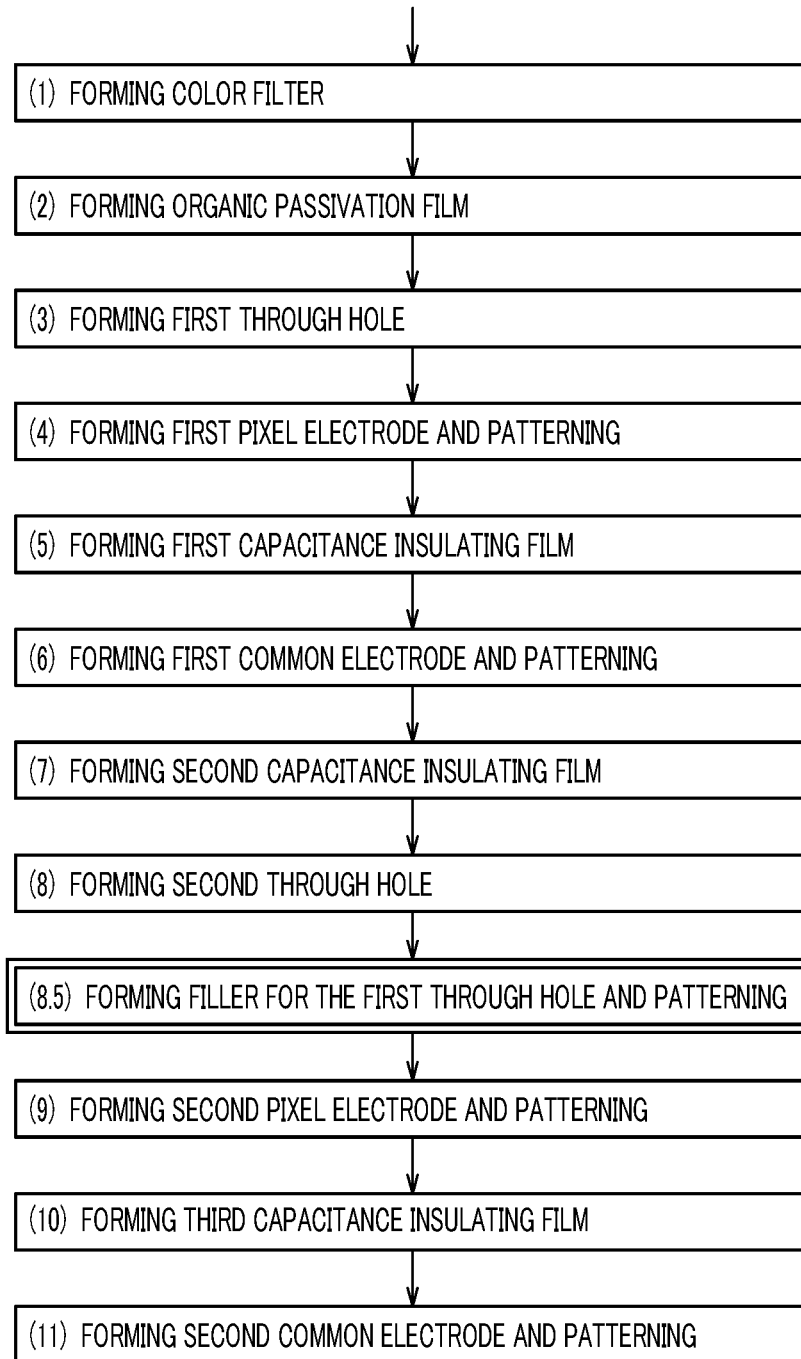 (1) FORMING COLOR FILTER
(2) FORMING ORGANIC PASSIVATION FILM
(3) FORMING FIRST THROUGH HOLE
(4) FORMING FIRST PIXEL ELECTRODE AND PATTERNING
(5) FORMING FIRST CAPACITANCE INSULATING FILM
(6) FORMING FIRST COMMON ELECTRODE AND PATTERNING
(7) FORMING SECOND CAPACITANCE INSULATING FILM
(8) FORMING SECOND THROUGH HOLE
(8.5) FORMING FILLER FOR THE FIRST THROUGH HOLE AND PATTERNING
(9) FORMING SECOND PIXEL ELECTRODE AND PATTERNING
(10) FORMING THIRD CAPACITANCE INSULATING FILM
(11) FORMING SECOND COMMON ELECTRODE AND PATTERNING